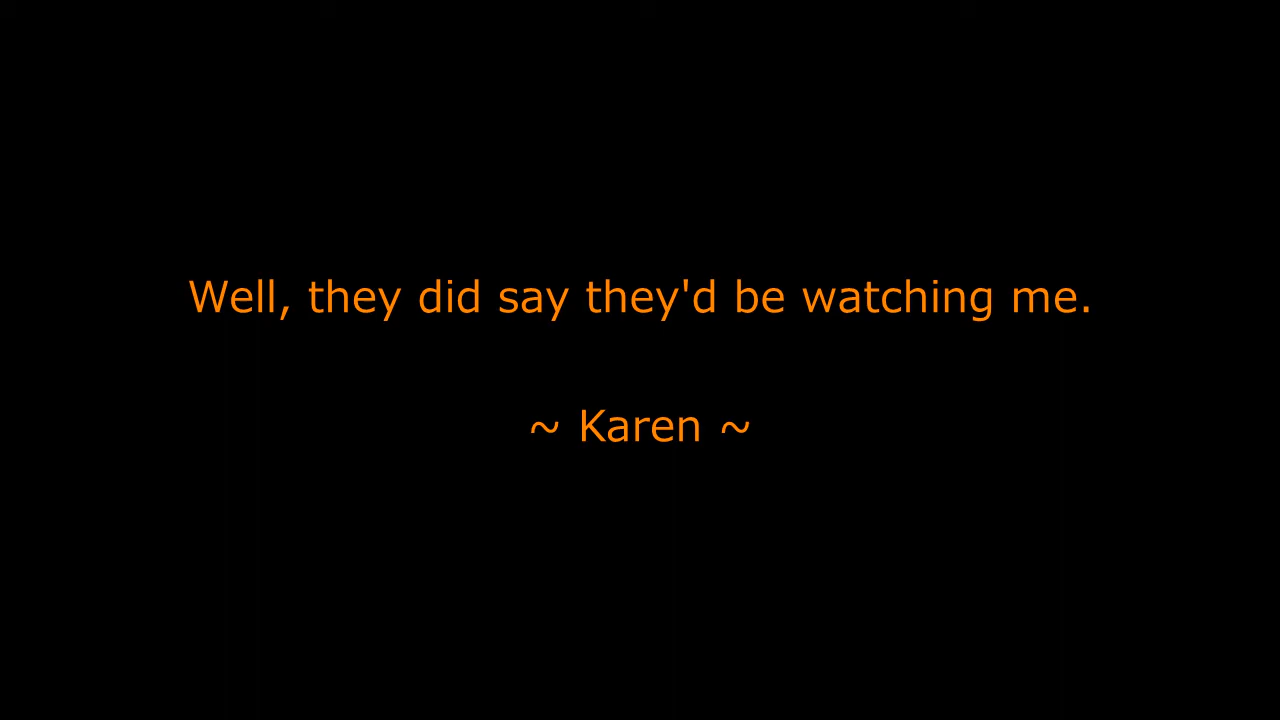 Well, they did say they'd be watching me.
~ Karen ~